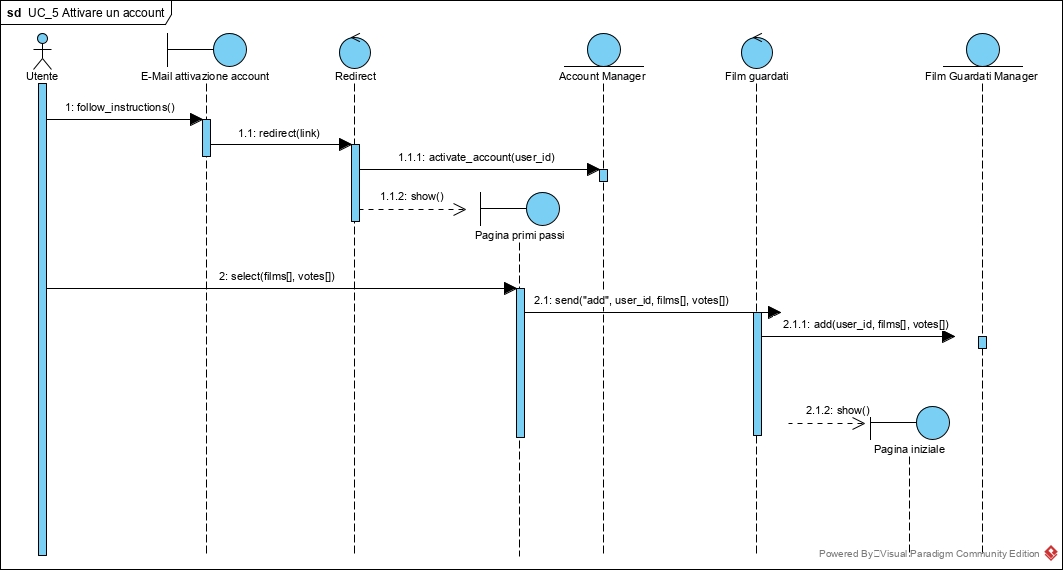 sd UC_5 Attivare un account
Utente
E-Mail attivazione account
Redirect
Account Manager
Film guardati
Film Guardati Manager
1: follow_instructions()
1.1: redirect(link)
1.1.1: activate_account(user_id)
1.1.2: show()
Pagina primi passi
2: select(films[], votes[])
2.1: send("add", user_id, films[], votes[])
2.1.1: add(user_id, films[], votes[])
2.1.2: show()
Pagina iniziale
Powered By Visual Paradigm Community Edition